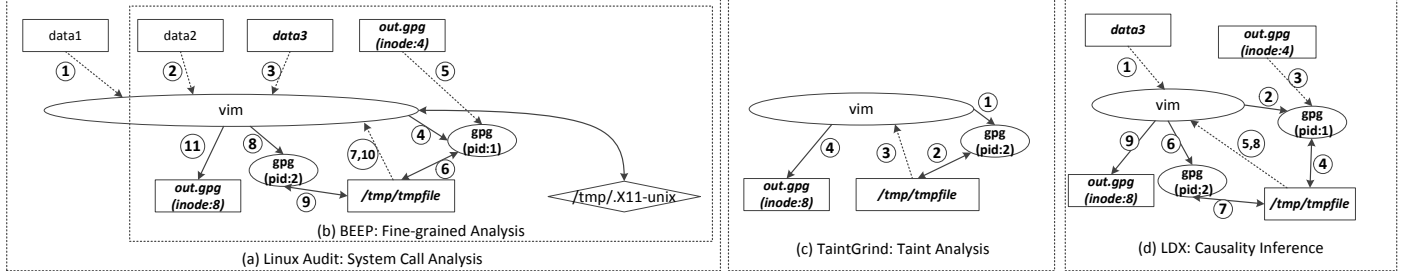 data1
data2
data3
out.gpg
(inode:4)
1
2
3
5
vim
4
gpg
(pid:1)
11
8
7,10
6
gpg
(pid:2)
out.gpg
(inode:8)
9
/tmp/tmpfile
/tmp/.X11-unix
(b) BEEP: Fine-grained Analysis
(a) Linux Audit: System Call Analysis
vim
1
gpg
(pid:2)
4
3
2
out.gpg
(inode:8)
/tmp/tmpfile
(c) TaintGrind: Taint Analysis
data3
out.gpg
(inode:4)
1
3
vim
2
gpg
(pid:1)
9
6
5,8
4
out.gpg
(inode:8)
gpg
(pid:2)
7
/tmp/tmpfile
(d) LDX: Causality Inference